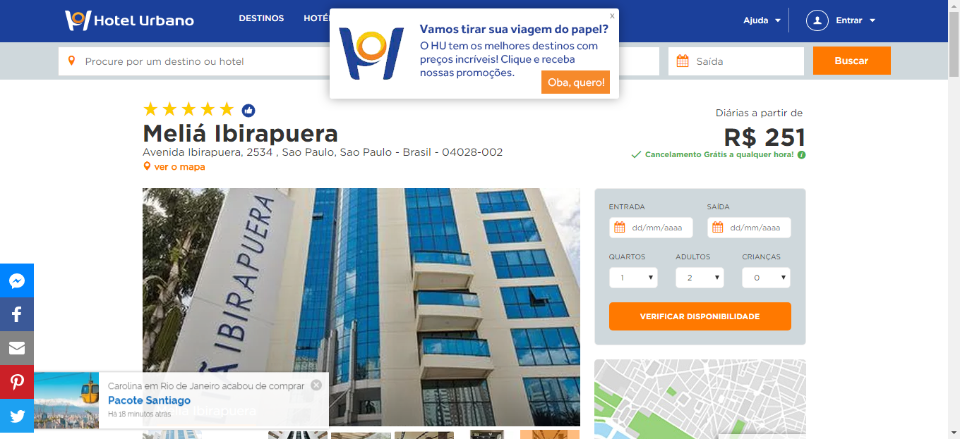 Hotel Urbano
DESTINOS
Ajuda
Entrar
Vamos tirar sua viagem do papel?
O HU tem os melhores destinos com
preços incríveis! Clique e receba
nossas promoções.
Oba, quero!
x
Procure por um destino ou hotel
Saída
Buscar
Meliá Ibirapuera
Avenida Ibirapuera, 2534 , Sao Paulo, Sao Paulo - Brasil - 04028-002
ver o mapa
Diárias a partir de
R$ 251
Cancelamento Grátis a qualquer hora!
IBIRAPUERA
ENTRADA
SAÍDA
dd/mm/aaaa
dd/mm/aaaa
QUARTOS
ADULTOS
CRIANÇAS
1
2
0
VERIFICAR DISPONIBILIDADE
Carolina em Rio de Janeiro acabou de comprar
Pacote Santiago
Há 18 minutos atrás
Ibirapuera